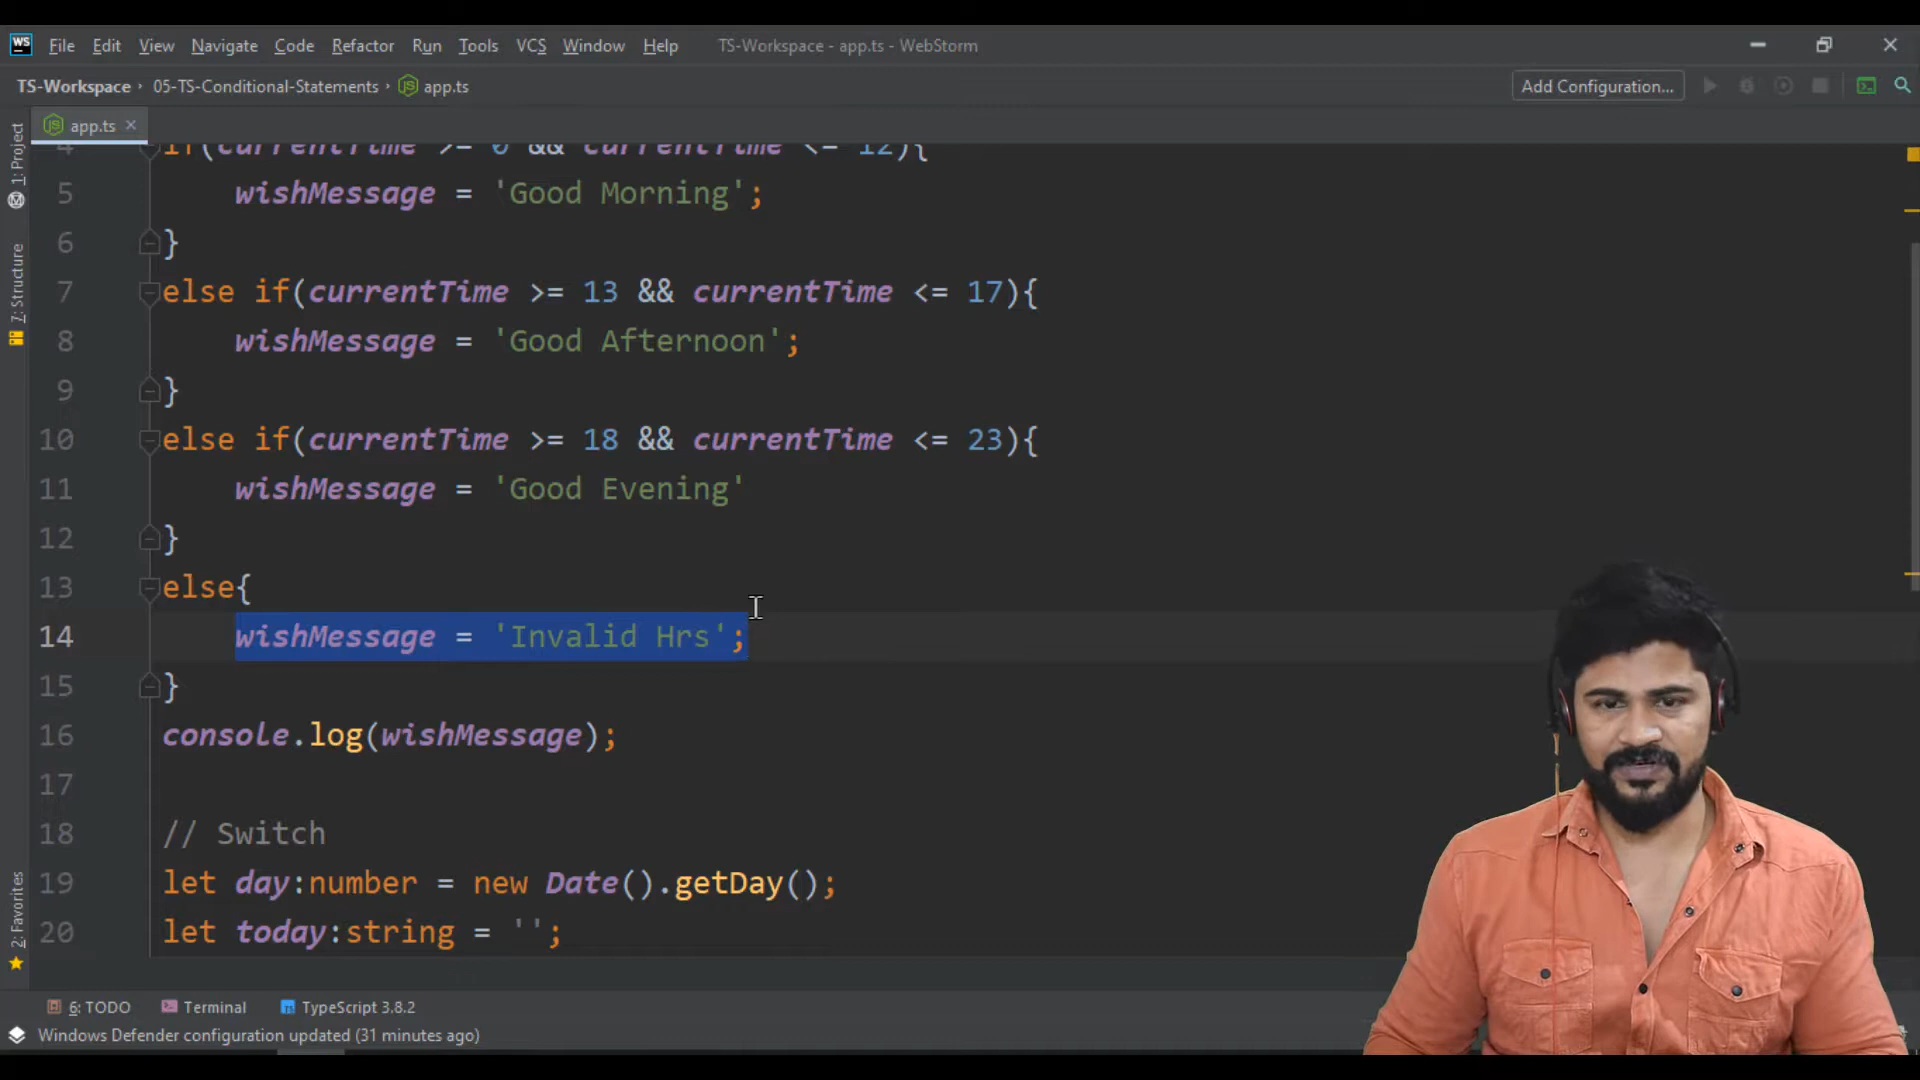 WS File Edit View Navigate Code Refactor Run Tools VCS Window Help TS-Workspace - app.ts - WebStorm
TS-Workspace › 05-TS-Conditional-Statements › JS app.ts Add Configuration...
JS app.ts ×
1: Project
7: Structure
2: Favorites
4 if(currentTime >= 0 && currentTime <= 12){
5 wishMessage = 'Good Morning';
6 }
7 else if(currentTime >= 13 && currentTime <= 17){
8 wishMessage = 'Good Afternoon';
9 }
10 else if(currentTime >= 18 && currentTime <= 23){
11 wishMessage = 'Good Evening'
12 }
13 else{
14 wishMessage = 'Invalid Hrs';
15 }
16 console.log(wishMessage);
17
18 // Switch
19 let day:number = new Date().getDay();
20 let today:string = '';
6: TODO Terminal TypeScript 3.8.2
Windows Defender configuration updated (31 minutes ago)